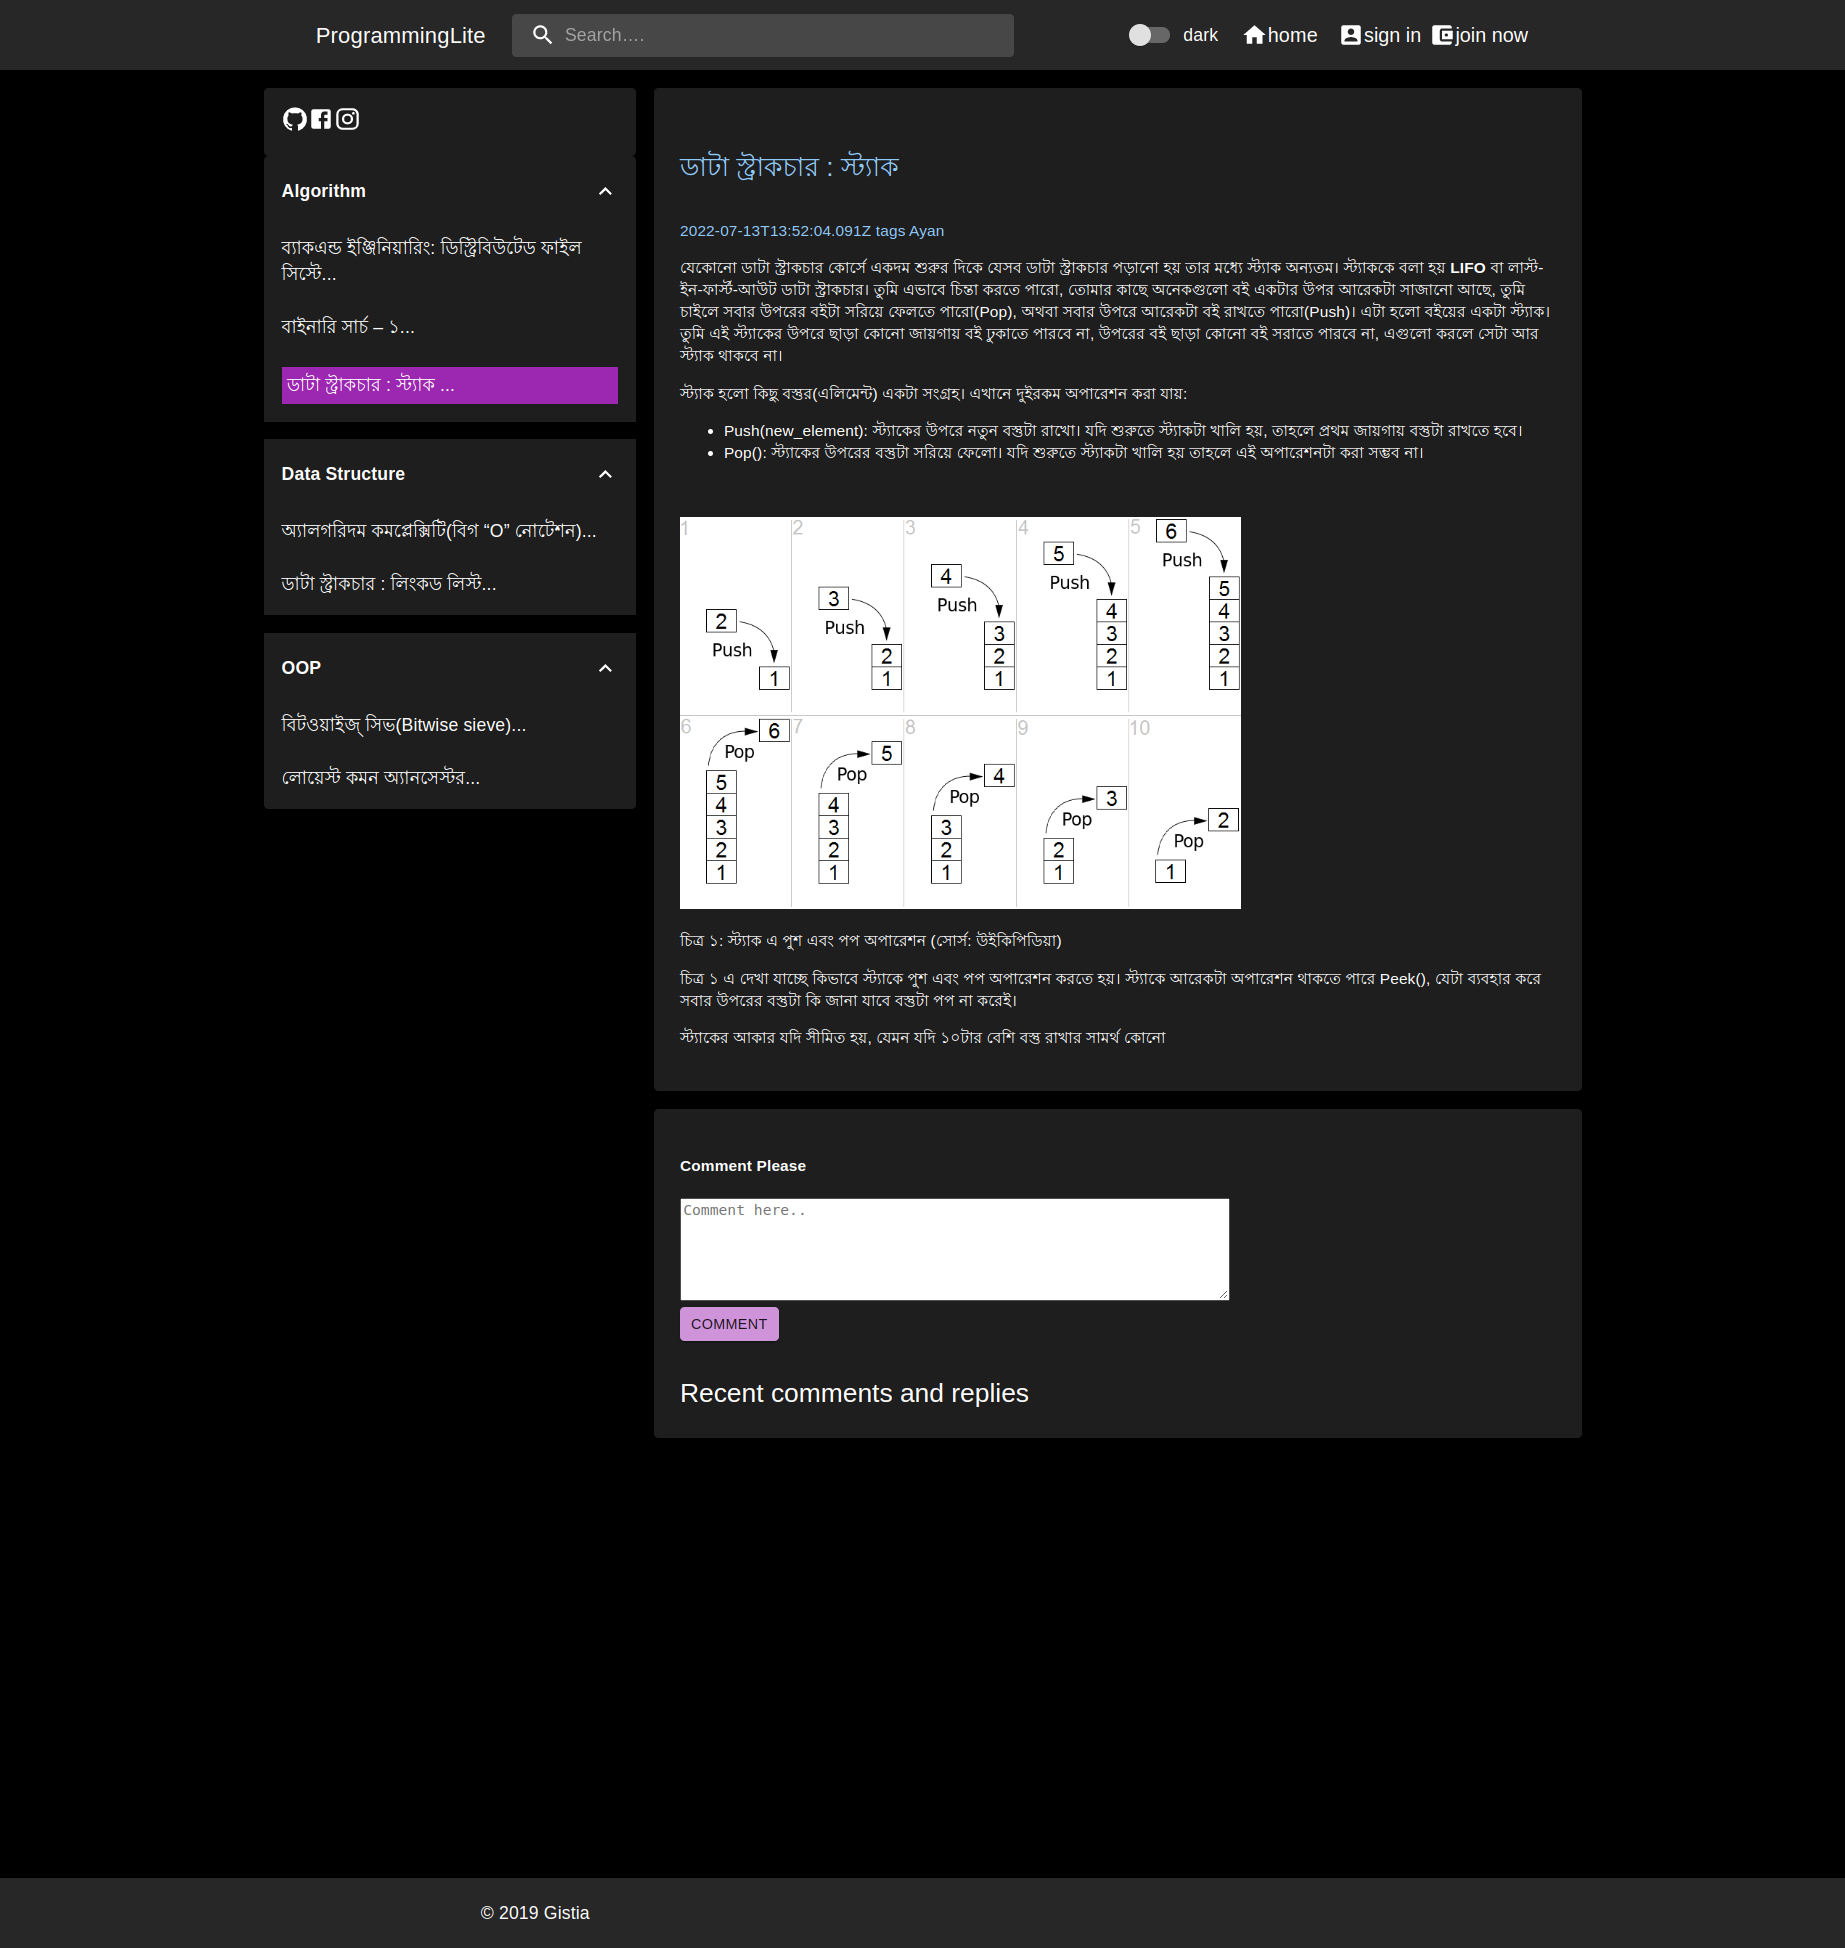 ProgrammingLite
Search....
dark
home
sign in
join now
Algorithm
ব্যাকএন্ড ইঞ্জিনিয়ারিং: ডিস্ট্রিবিউটেড ফাইল
সিস্টে...
বাইনারি সার্চ – ১...
ডাটা স্ট্রাকচার : স্ট্যাক ...
Data Structure
অ্যালগরিদম কমপ্লেক্সিটি(বিগ “O” নোটেশন)...
ডাটা স্ট্রাকচার : লিংকড লিস্ট...
OOP
বিটওয়াইজ্ সিভ(Bitwise sieve)...
লোয়েস্ট কমন অ্যানসেস্টর...
ডাটা স্ট্রাকচার : স্ট্যাক
2022-07-13T13:52:04.091Z tags Ayan
যেকোনো ডাটা স্ট্রাকচার কোর্সে একদম শুরুর দিকে যেসব ডাটা স্ট্রাকচার পড়ানো হয় তার মধ্যে স্ট্যাক অন্যতম। স্ট্যাককে বলা হয় LIFO বা লাস্ট-
ইন-ফার্স্ট-আউট ডাটা স্ট্রাকচার। তুমি এভাবে চিন্তা করতে পারো, তোমার কাছে অনেকগুলো বই একটার উপর আরেকটা সাজানো আছে, তুমি
চাইলে সবার উপরের বইটা সরিয়ে ফেলতে পারো(Pop), অথবা সবার উপরে আরেকটা বই রাখতে পারো(Push)। এটা হলো বইয়ের একটা স্ট্যাক।
তুমি এই স্ট্যাকের উপরে ছাড়া কোনো জায়গায় বই ঢুকাতে পারবে না, উপরের বই ছাড়া কোনো বই সরাতে পারবে না, এগুলো করলে সেটা আর
স্ট্যাক থাকবে না।
স্ট্যাক হলো কিছু বস্তুর(এলিমেন্ট) একটা সংগ্রহ। এখানে দুইরকম অপারেশন করা যায়:
Push(new_element): স্ট্যাকের উপরে নতুন বস্তুটা রাখো। যদি শুরুতে স্ট্যাকটা খালি হয়, তাহলে প্রথম জায়গায় বস্তুটা রাখতে হবে।
Pop(): স্ট্যাকের উপরের বস্তুটা সরিয়ে ফেলো। যদি শুরুতে স্ট্যাকটা খালি হয় তাহলে এই অপারেশনটা করা সম্ভব না।
1
2
Push
1
2
3
Push
2
1
3
4
Push
3
2
1
4
5
Push
4
3
2
1
5
6
Push
5
4
3
2
1
6
6
Pop
5
4
3
2
1
7
5
Pop
4
3
2
1
8
4
Pop
3
2
1
9
3
Pop
2
1
10
2
Pop
1
চিত্র ১: স্ট্যাক এ পুশ এবং পপ অপারেশন (সোর্স: উইকিপিডিয়া)
চিত্র ১ এ দেখা যাচ্ছে কিভাবে স্ট্যাকে পুশ এবং পপ অপারেশন করতে হয়। স্ট্যাকে আরেকটা অপারেশন থাকতে পারে Peek(), যেটা ব্যবহার করে
সবার উপরের বস্তুটা কি জানা যাবে বস্তুটা পপ না করেই।
স্ট্যাকের আকার যদি সীমিত হয়, যেমন যদি ১০টার বেশি বস্তু রাখার সামর্থ কোনো
Comment Please
Comment here..
COMMENT
Recent comments and replies
© 2019 Gistia